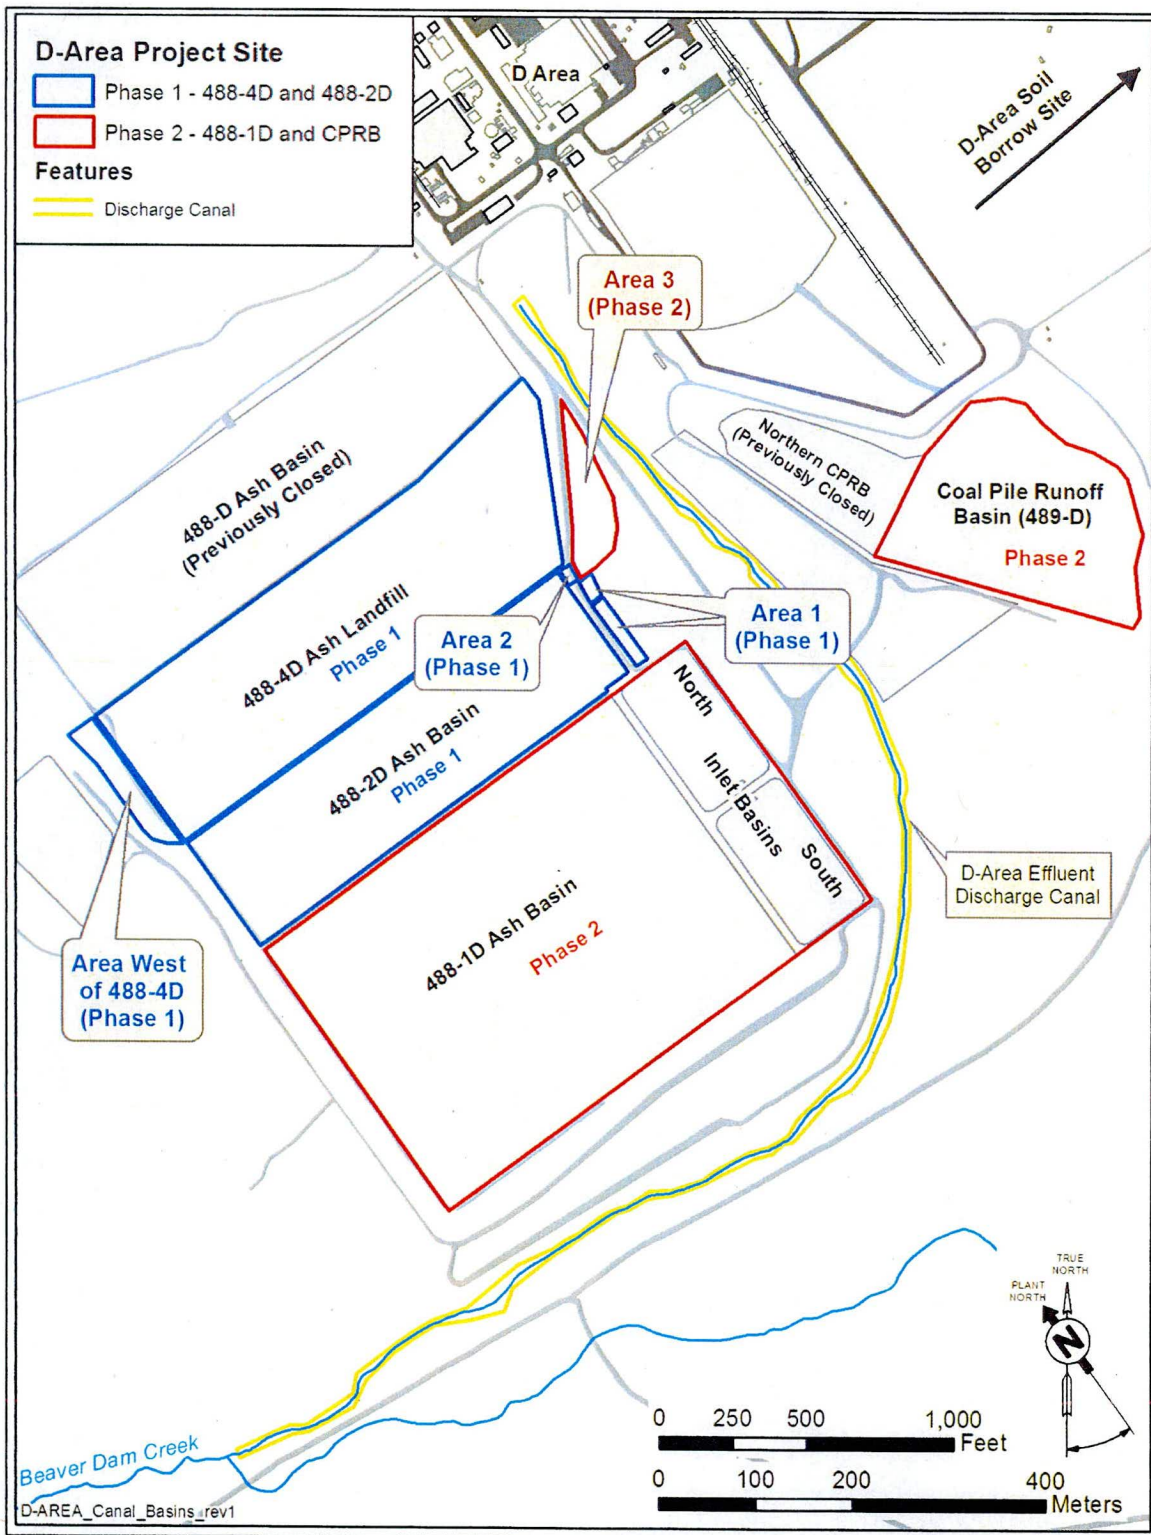 D-Area Project Site
Phase 1 - 488-4D and 488-2D
Phase 2 - 488-1D and CPRB
Features
Discharge Canal
D Area
D-Area Soil
Borrow Site
Area 3
(Phase 2)
488-D Ash Basin
(Previously Closed)
Northern CPRB
(Previously Closed)
Coal Pile Runoff
Basin (489-D)
Phase 2
488-4D Ash Landfill
Phase 1
Area 2
(Phase 1)
Area 1
(Phase 1)
488-2D Ash Basin
Phase 1
North
Inlet Basins
South
488-1D Ash Basin
Phase 2
D-Area Effluent
Discharge Canal
Area West
of 488-4D
(Phase 1)
TRUE
NORTH
PLANT
NORTH
N
0 250 500 1,000
Feet
0 100 200 400
Meters
Beaver Dam Creek
D-AREA_Canal_Basins_rev1